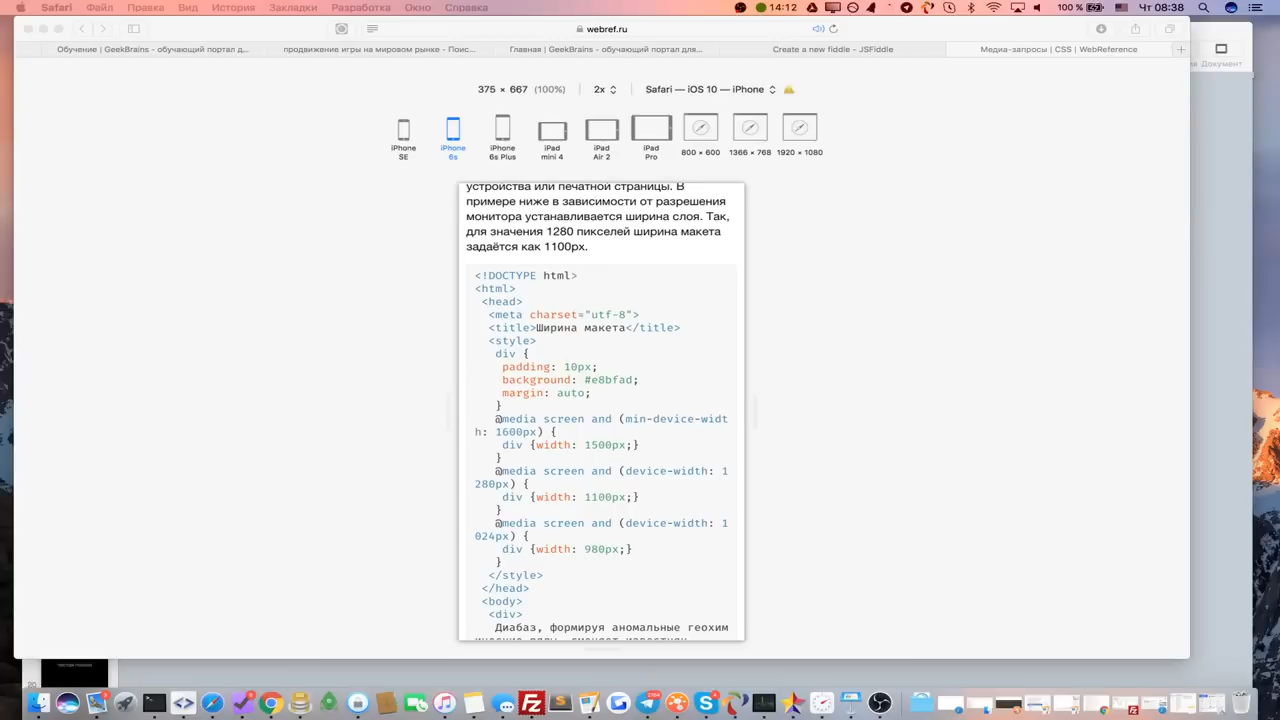 Safari Файл Правка Вид История Закладки Разработка Окно Справка 14:12 100 % Чт 08:38
webref.ru
Обучение | GeekBrains - обучающий портал д... продвижение игры на мировом рынке - Поис... Главная | GeekBrains - обучающий портал для... Create a new fiddle - JSFiddle Медиа-запросы | CSS | WebReference
Документ
375 × 667 (100%) 2x Safari — iOS 10 — iPhone
iPhone SE
iPhone 6s
iPhone 6s Plus
iPad mini 4
iPad Air 2
iPad Pro
800 × 600
1366 × 768
1920 × 1080
устройства или печатной страницы. В
примере ниже в зависимости от разрешения
монитора устанавливается ширина слоя. Так,
для значения 1280 пикселей ширина макета
задаётся как 1100px.
<!DOCTYPE html>
<html>
<head>
<meta charset="utf-8">
<title>Ширина макета</title>
<style>
div {
padding: 10px;
background: #e8bfad;
margin: auto;
}
@media screen and (min-device-widt
h: 1600px) {
div {width: 1500px;}
}
@media screen and (device-width: 1
280px) {
div {width: 1100px;}
}
@media screen and (device-width: 1
024px) {
div {width: 980px;}
}
</style>
</head>
<body>
<div>
Диабаз, формируя аномальные геохим